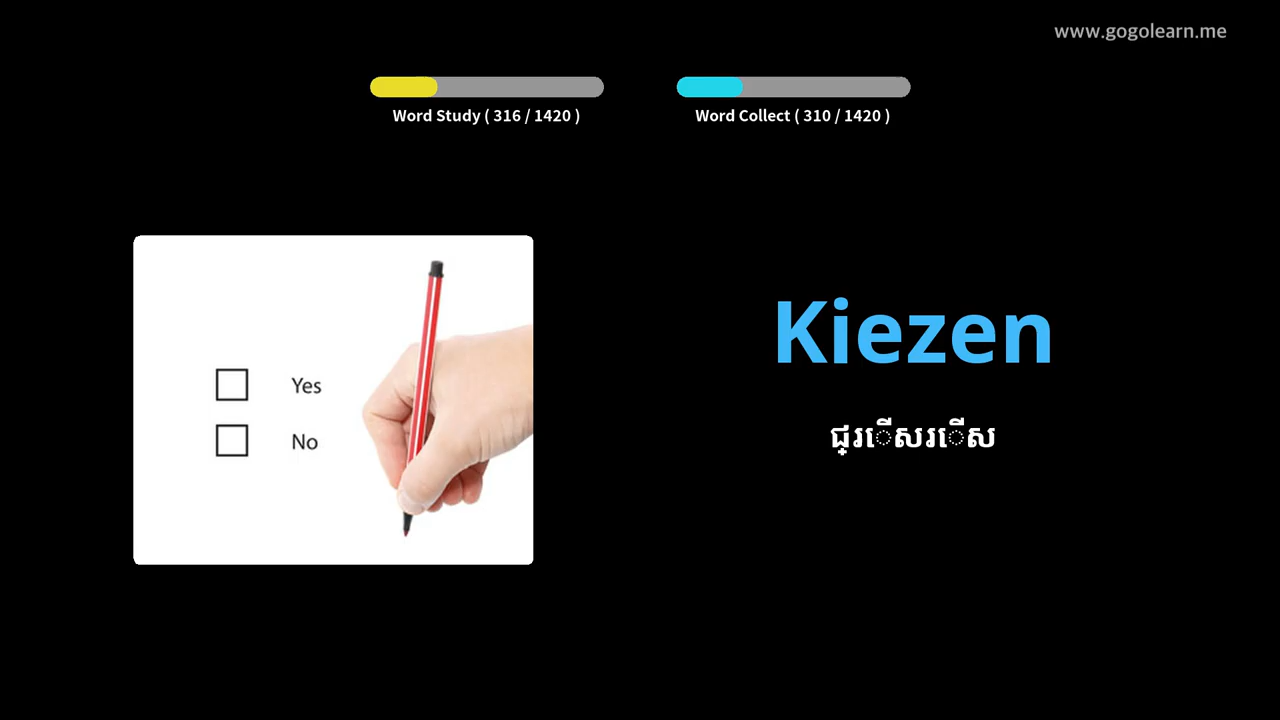 www.gogolearn.me
Word Study ( 316 / 1420 )
Word Collect ( 310 / 1420 )
Yes
No
Kiezen
ជ្រើសរើស